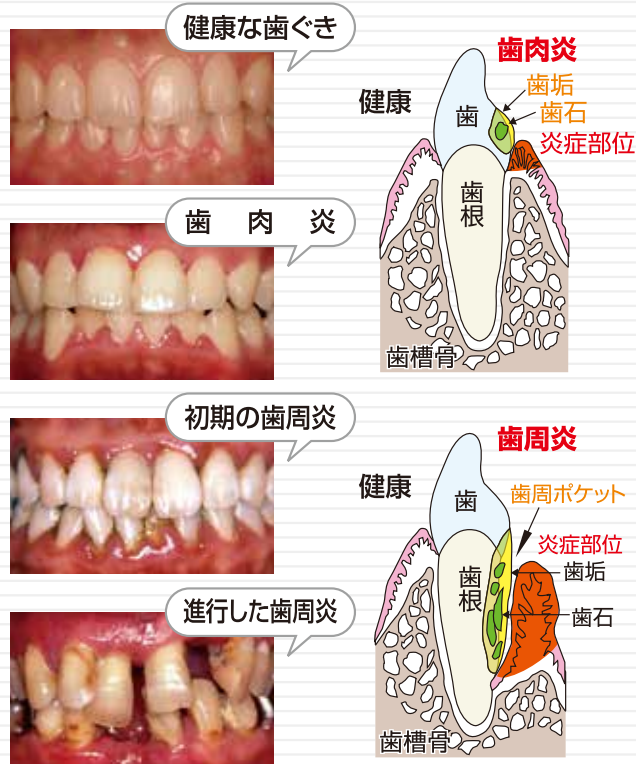 健康な歯ぐき
歯肉炎
初期の歯周炎
進行した歯周炎
歯肉炎
歯垢
歯石
健康
炎症部位
歯
歯根
歯槽骨
歯周炎
健康
歯周ポケット
歯
炎症部位
歯垢
歯根
歯石
歯槽骨